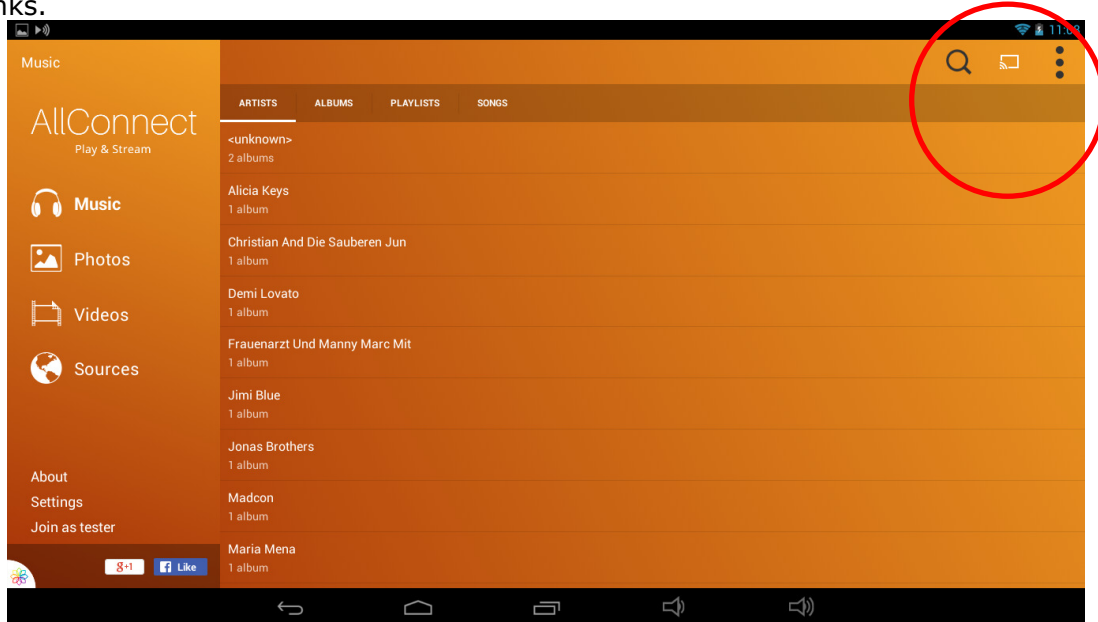 nks.
11:08
Music
AllConnect
Play & Stream
Music
Photos
Videos
Sources
About
Settings
Join as tester
g+1
Like
ARTISTS ALBUMS PLAYLISTS SONGS
<unknown>
2 albums
Alicia Keys
1 album
Christian And Die Sauberen Jun
1 album
Demi Lovato
1 album
Frauenarzt Und Manny Marc Mit
1 album
Jimi Blue
1 album
Jonas Brothers
1 album
Madcon
1 album
Maria Mena
1 album